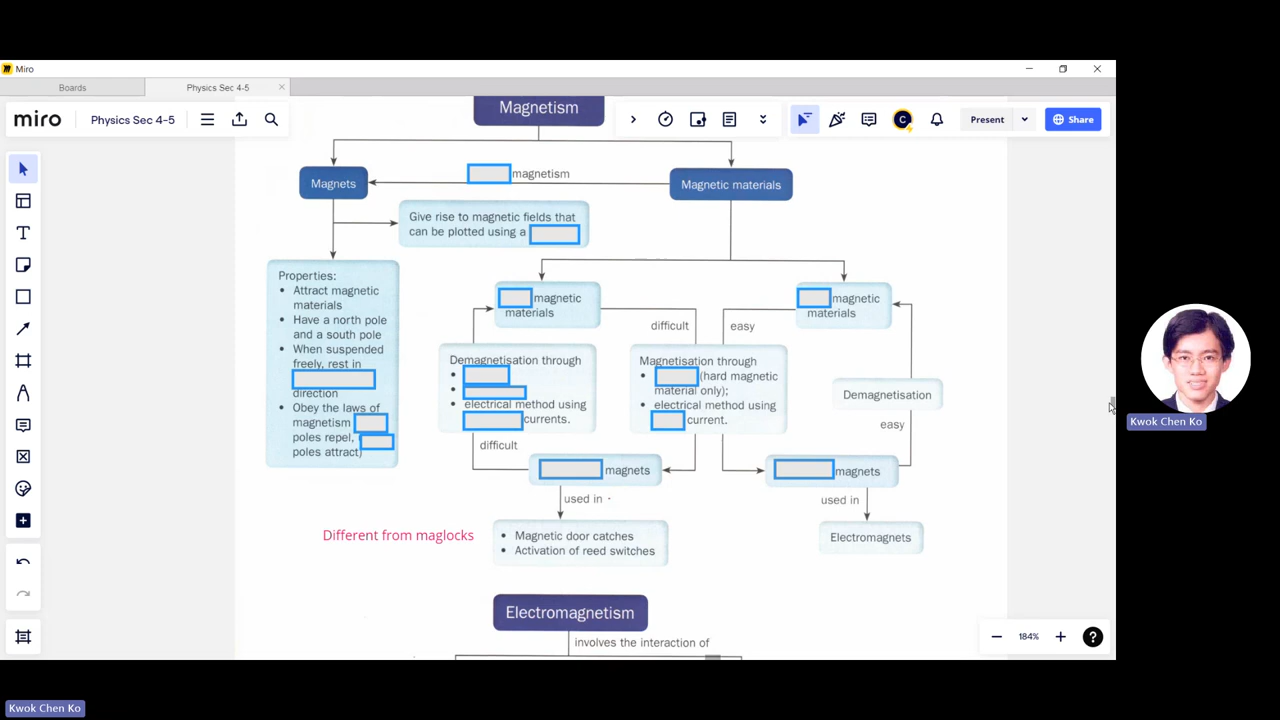 Miro
Boards
Physics Sec 4-5
miro
Physics Sec 4-5
C
Present
Share
Magnetism
Magnets
magnetism
Magnetic materials
Give rise to magnetic fields that
can be plotted using a
Properties:
• Attract magnetic
materials
• Have a north pole
and a south pole
• When suspended
freely, rest in
direction
• Obey the laws of
magnetism
poles repel,
poles attract)
magnetic
materials
difficult
easy
magnetic
materials
Demagnetisation through
•
•
• electrical method using
currents.
Magnetisation through
• (hard magnetic
material only);
• electrical method using
current.
Demagnetisation
difficult
easy
magnets
magnets
used in
used in
Different from maglocks
• Magnetic door catches
• Activation of reed switches
Electromagnets
Electromagnetism
involves the interaction of
184%
?
Kwok Chen Ko
Kwok Chen Ko